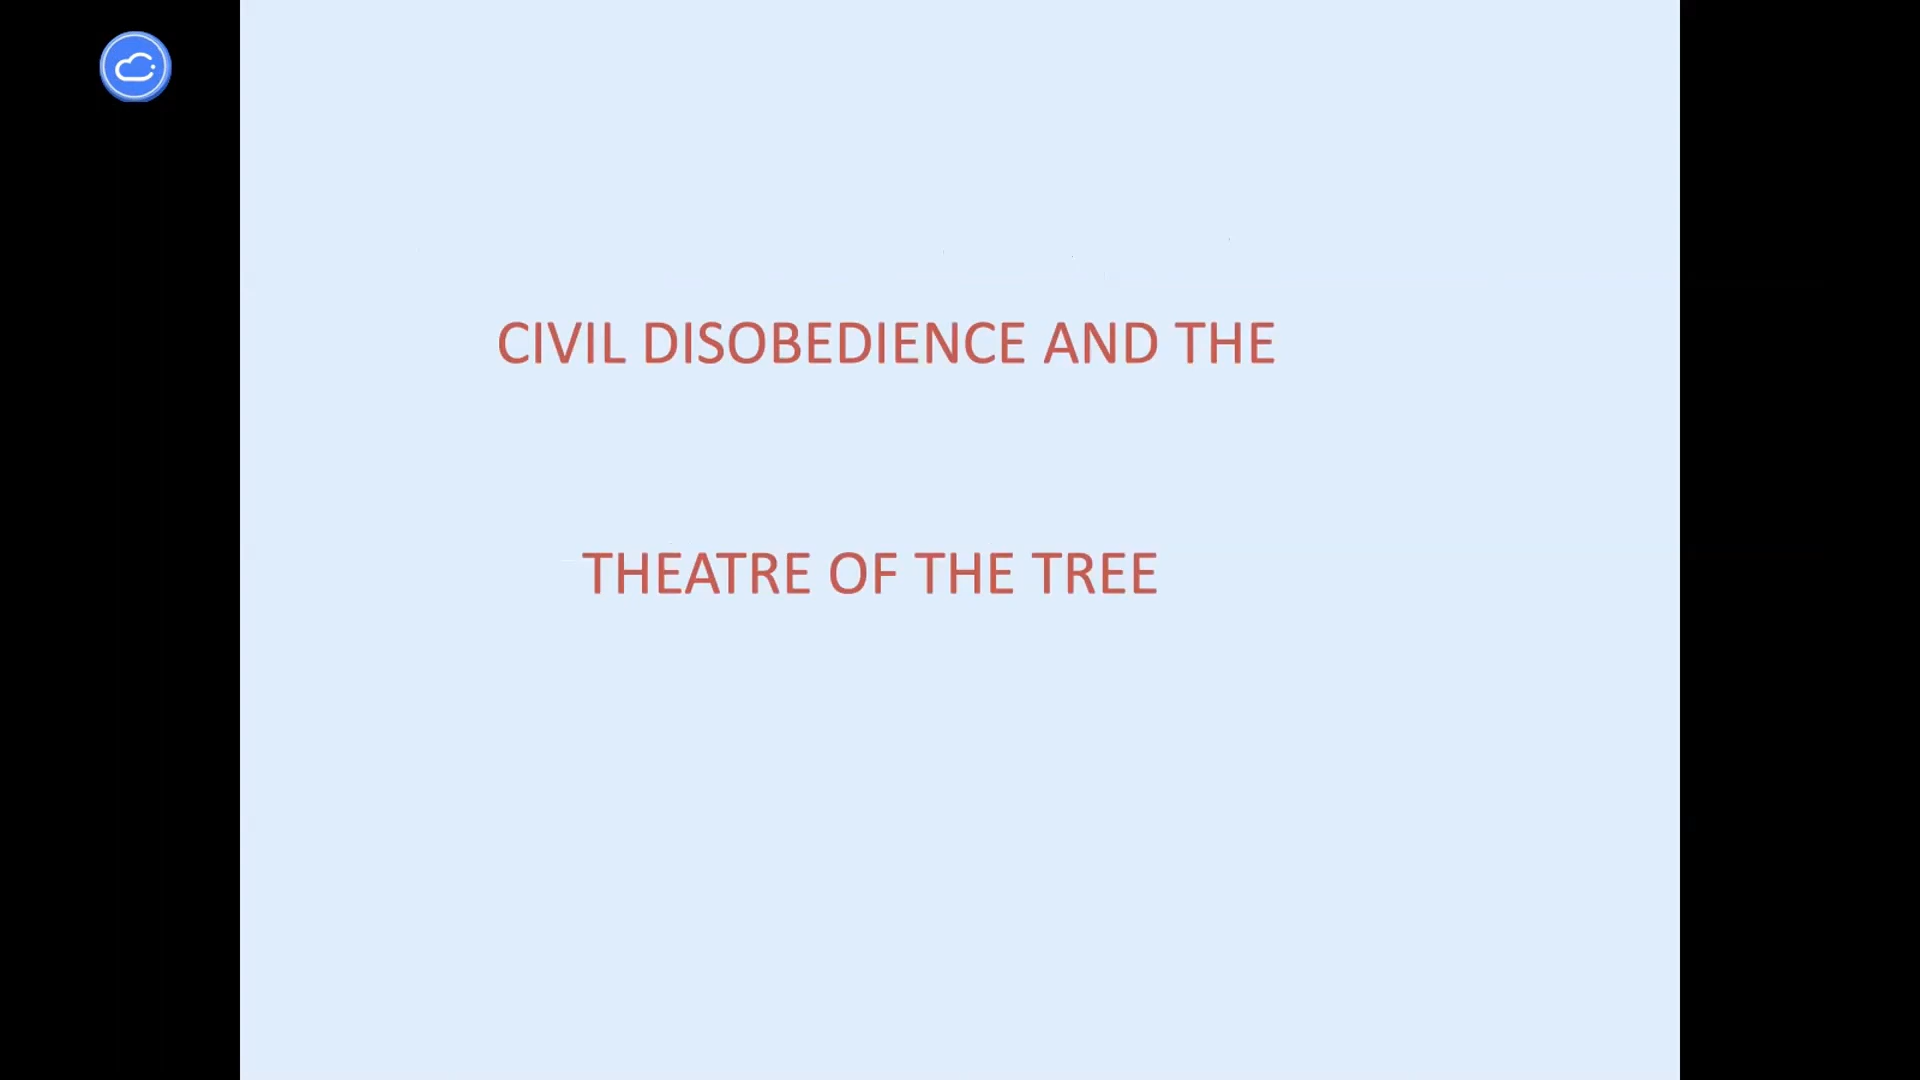 CIVIL DISOBEDIENCE AND THE
THEATRE OF THE TREE